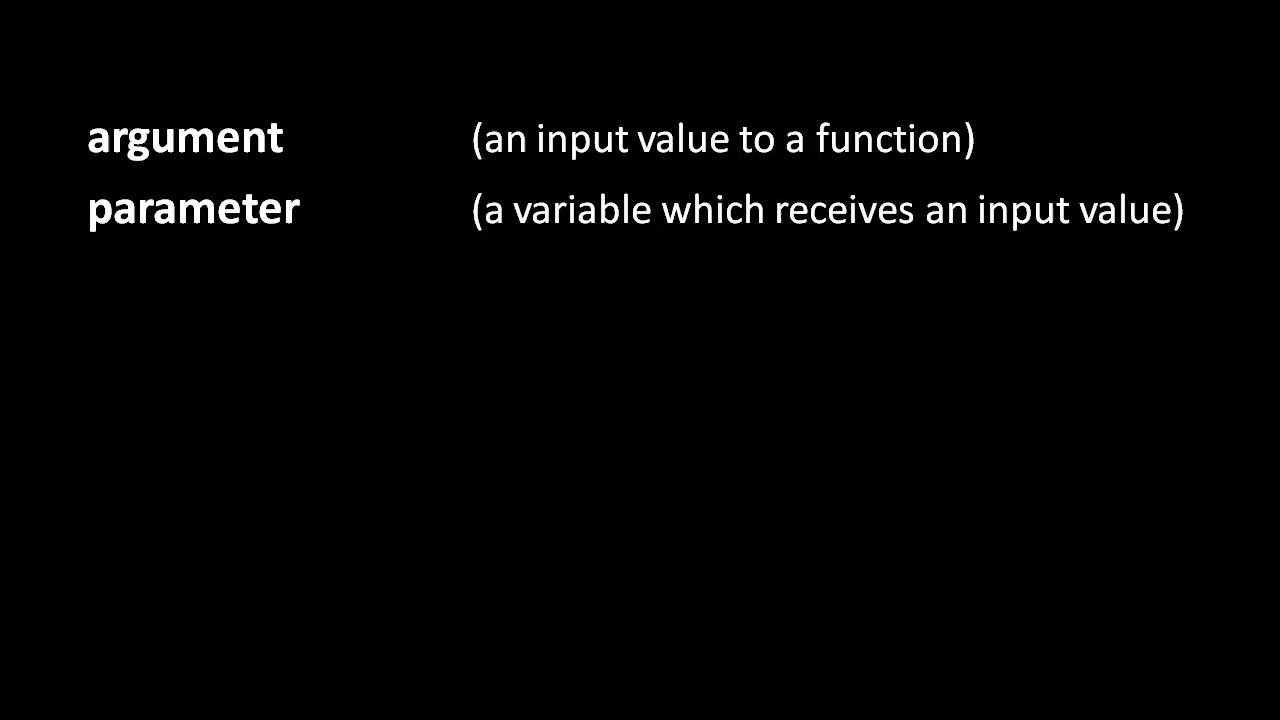 argument (an input value to a function)
parameter (a variable which receives an input value)